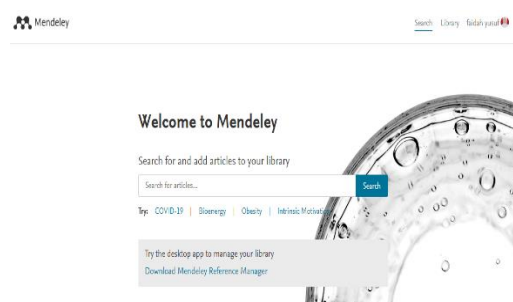 Mendeley
Search Library faidah yusuf
Welcome to Mendeley
Search for and add articles to your library
Search for articles... Search
Try: COVID-19 | Bioenergy | Obesity | Intrinsic Motivation
Try the desktop app to manage your library
Download Mendeley Reference Manager